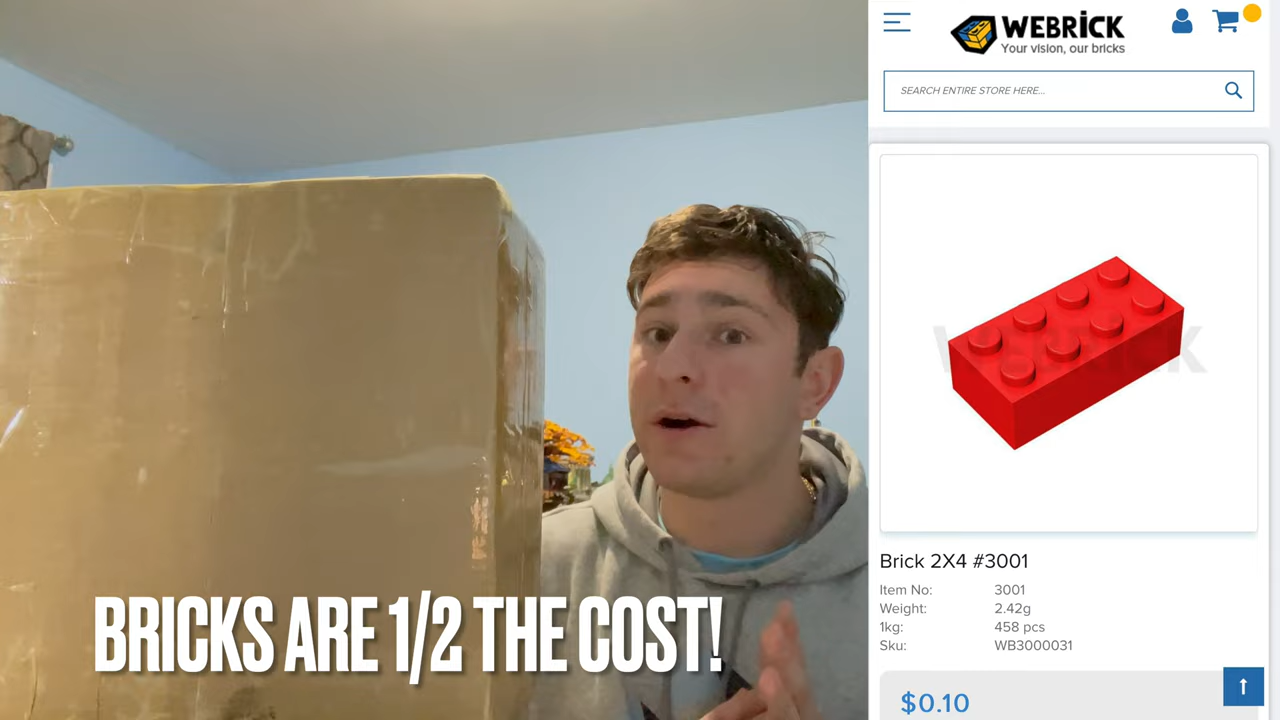 WEBRICK
Your vision, our bricks
SEARCH ENTIRE STORE HERE...
WEBRICK
Brick 2X4 #3001
Item No: 3001
Weight: 2.42g
1kg: 458 pcs
Sku: WB3000031
$0.10
BRICKS ARE 1/2 THE COST!